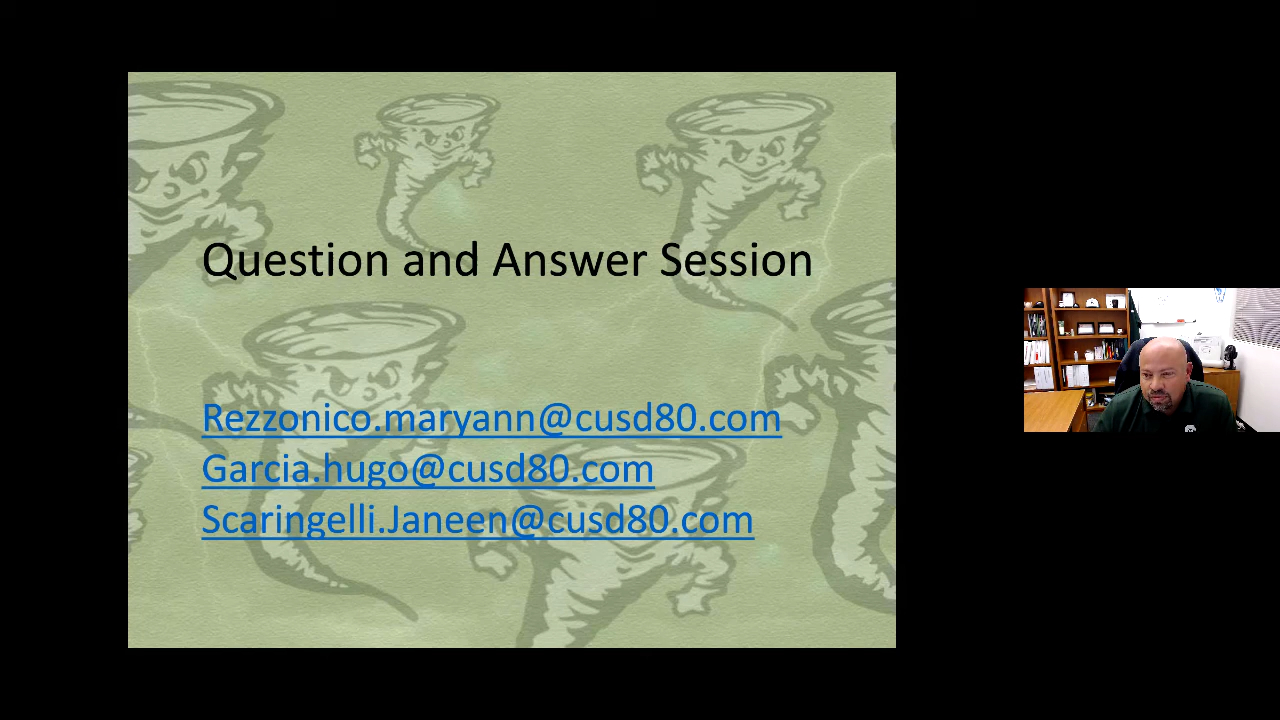 Question and Answer Session
Rezzonico.maryann@cusd80.com
Garcia.hugo@cusd80.com
Scaringelli.Janeen@cusd80.com